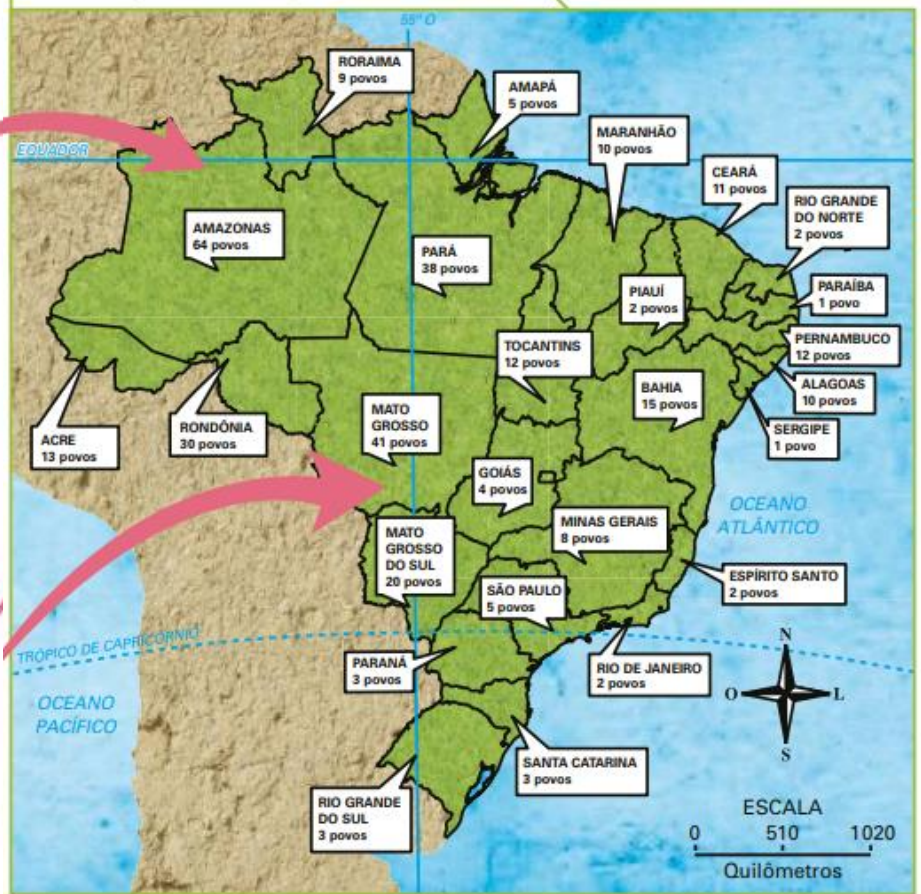 55° O
RORAIMA
9 povos
AMAPÁ
5 povos
MARANHÃO
10 povos
EQUADOR
CEARÁ
11 povos
RIO GRANDE
DO NORTE
2 povos
AMAZONAS
64 povos
PARÁ
38 povos
PIAUÍ
2 povos
PARAÍBA
1 povo
TOCANTINS
12 povos
PERNAMBUCO
12 povos
BAHIA
15 povos
ALAGOAS
10 povos
SERGIPE
1 povo
ACRE
13 povos
RONDÔNIA
30 povos
MATO
GROSSO
41 povos
GOIÁS
4 povos
OCEANO
ATLÂNTICO
MINAS GERAIS
8 povos
MATO
GROSSO
DO SUL
20 povos
ESPÍRITO SANTO
2 povos
SÃO PAULO
5 povos
TRÓPICO DE CAPRICÓRNIO
PARANÁ
3 povos
RIO DE JANEIRO
2 povos
OCEANO
PACÍFICO
N
O
L
S
SANTA CATARINA
3 povos
RIO GRANDE
DO SUL
3 povos
ESCALA
0 510 1020
Quilômetros